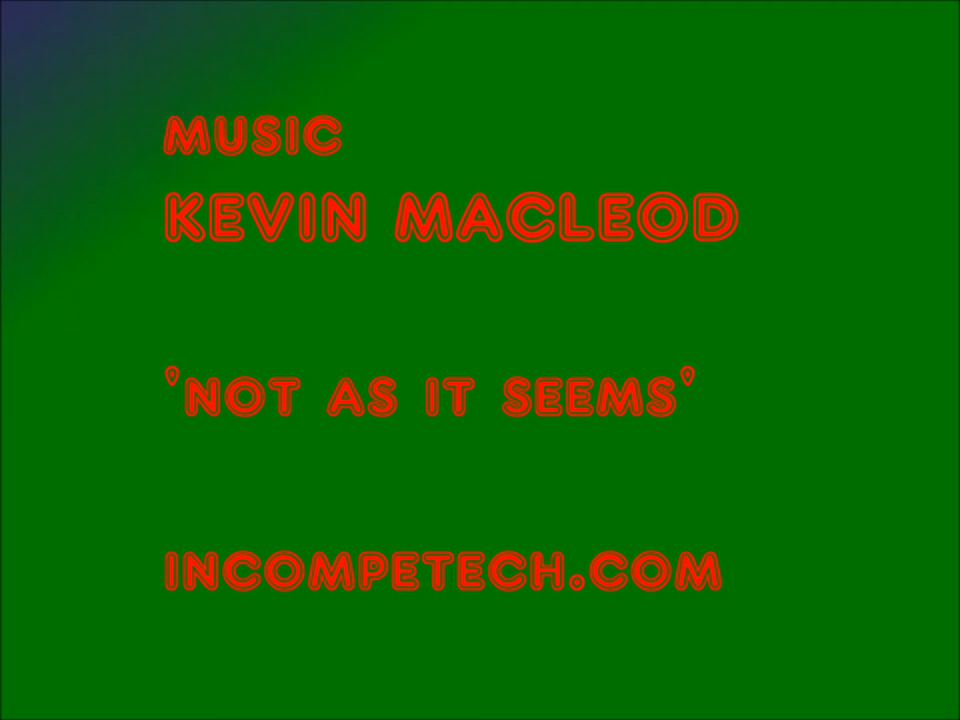 MUSIC
KEVIN MACLEOD
'NOT AS IT SEEMS'
INCOMPETECH.COM